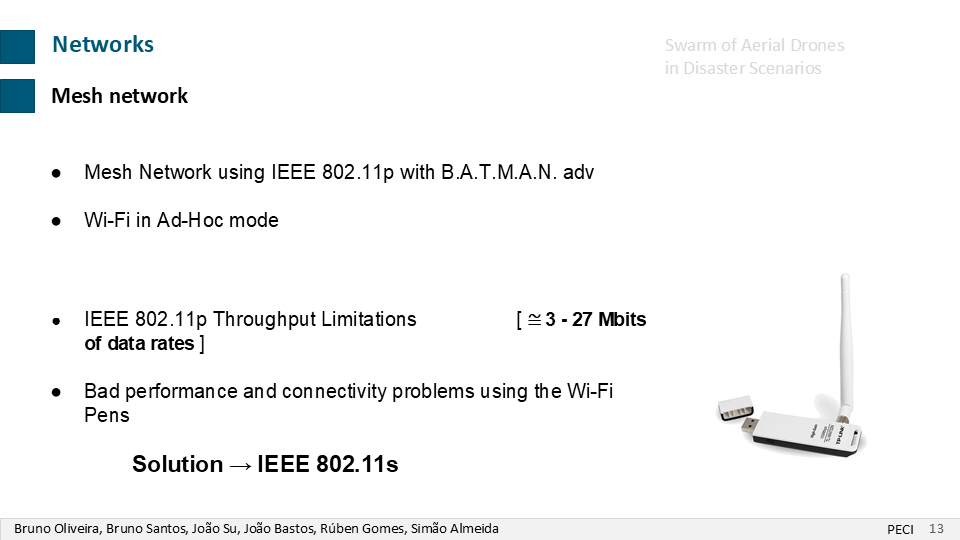 Networks
Swarm of Aerial Drones
in Disaster Scenarios
Mesh network
● Mesh Network using IEEE 802.11p with B.A.T.M.A.N. adv
● Wi-Fi in Ad-Hoc mode
● IEEE 802.11p Throughput Limitations [ ≅ 3 - 27 Mbits
of data rates ]
● Bad performance and connectivity problems using the Wi-Fi
Pens
Solution → IEEE 802.11s
TP-LINK
Bruno Oliveira, Bruno Santos, João Su, João Bastos, Rúben Gomes, Simão Almeida
PECI 13